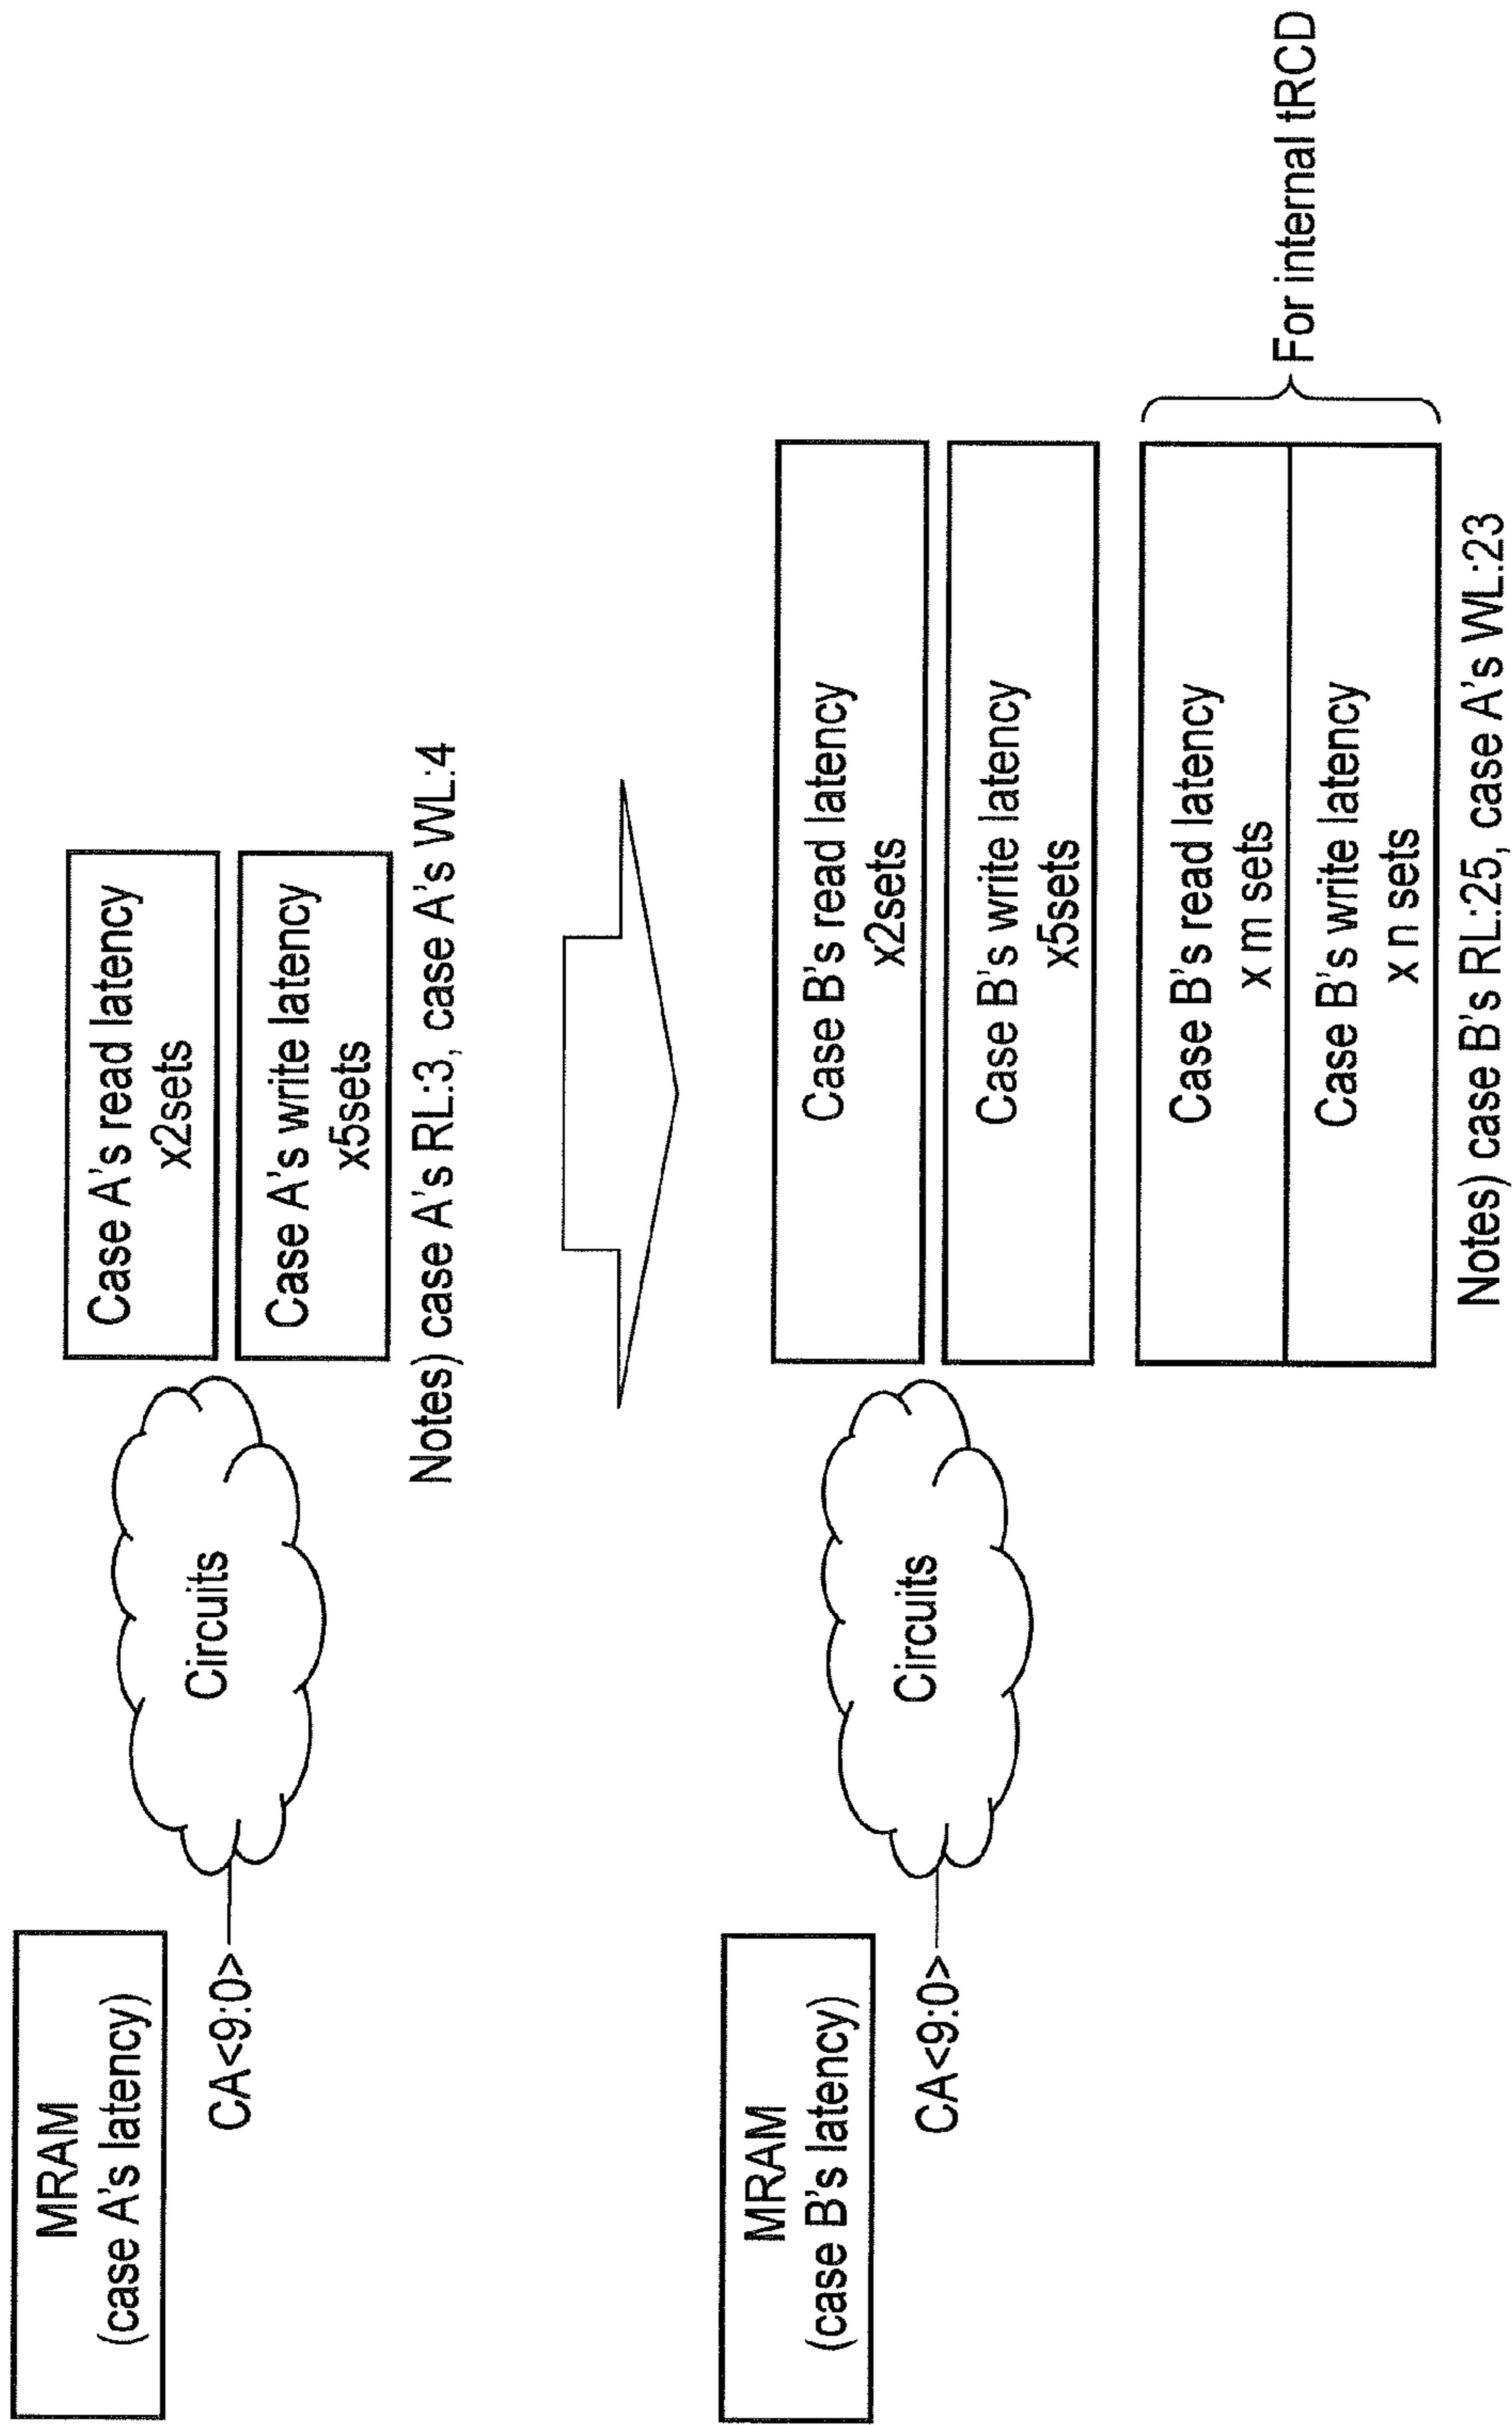 MRAM
(case A's latency)
CA<9:0>
Circuits
Case A's read latency
x2sets
Case A's write latency
x5sets
Notes) case A's RL:3, case A's WL:4
MRAM
(case B's latency)
CA<9:0>
Circuits
Case B's read latency
x2sets
Case B's write latency
x5sets
Case B's read latency
x m sets
Case B's write latency
x n sets
For internal tRCD
Notes) case B's RL:25, case A's WL:23